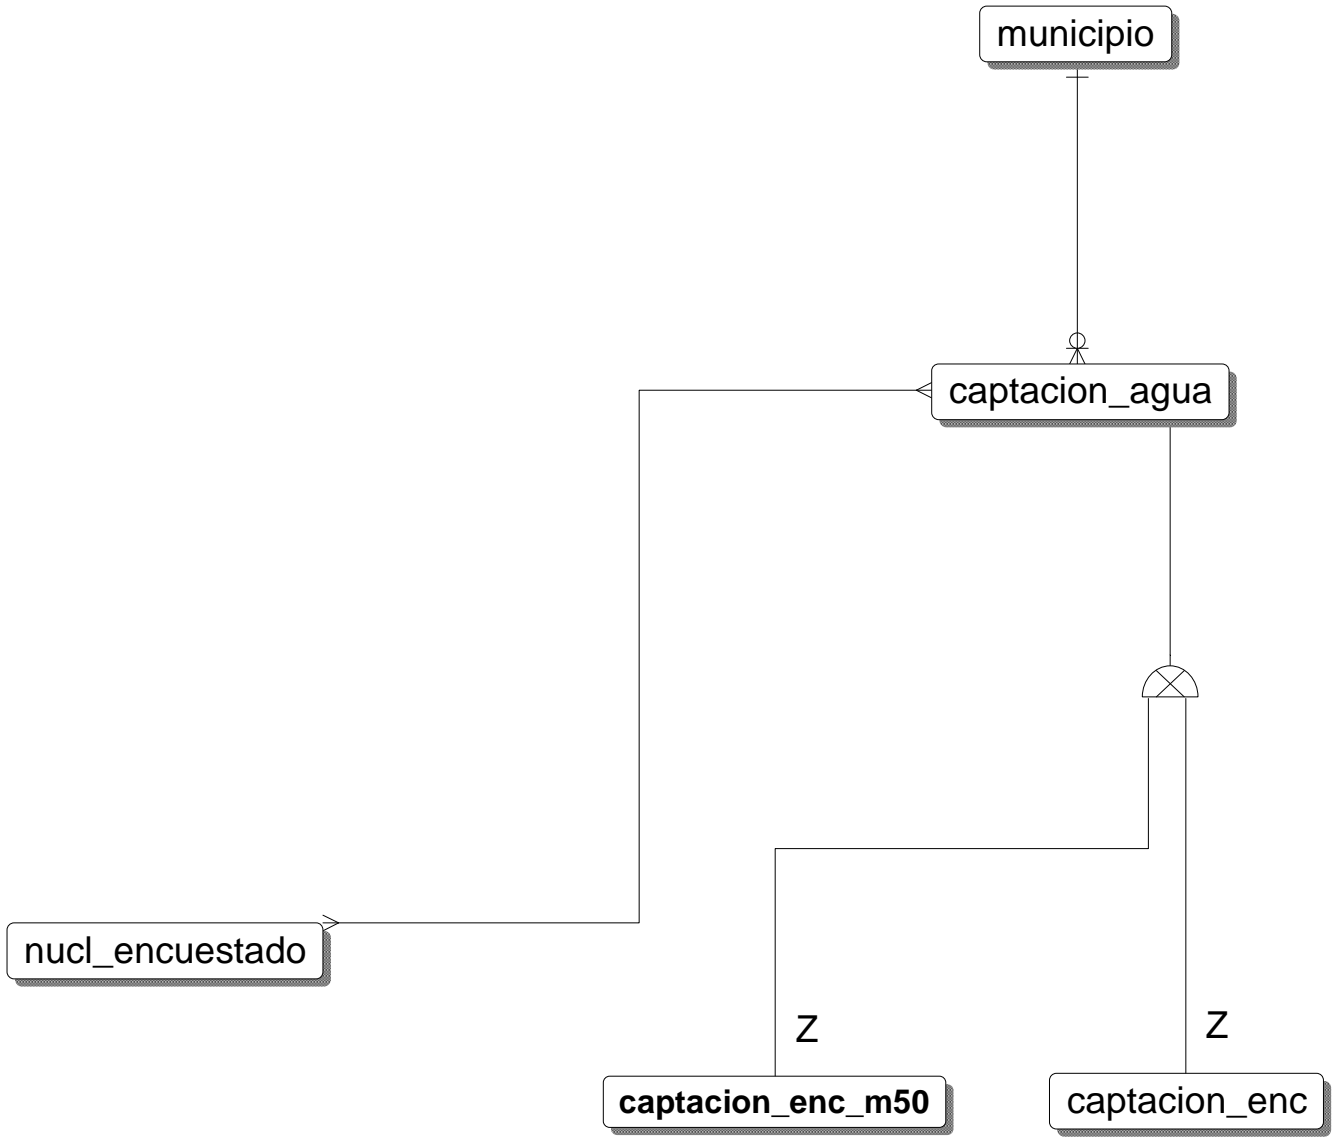 municipio
captacion_agua
nucl_encuestado
Z
Z
captacion_enc_m50
captacion_enc